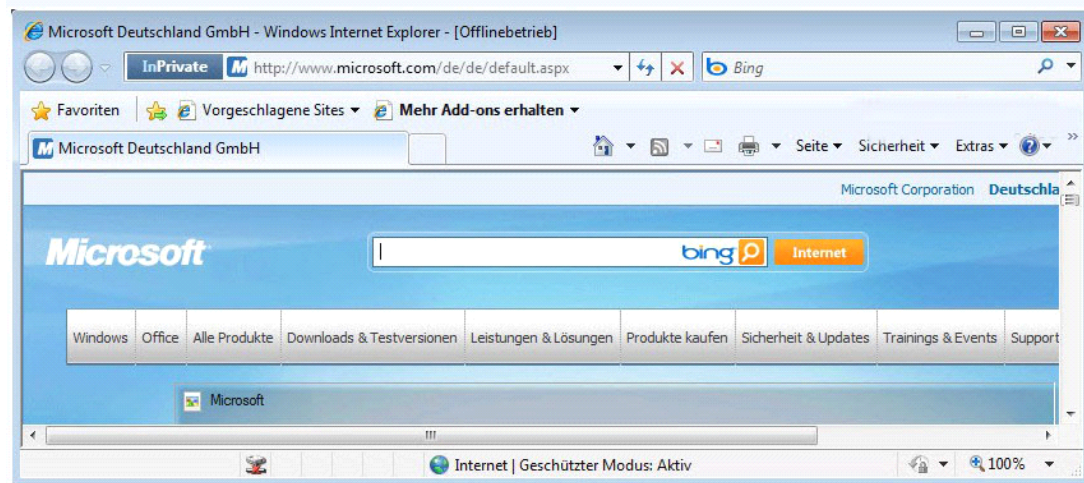 Microsoft Deutschland GmbH - Windows Internet Explorer - [Offlinebetrieb]
InPrivate M http://www.microsoft.com/de/de/default.aspx Bing
Favoriten Vorgeschlagene Sites Mehr Add-ons erhalten
M Microsoft Deutschland GmbH Seite Sicherheit Extras »
Microsoft Corporation Deutschla
Microsoft bing Internet
Windows Office Alle Produkte Downloads & Testversionen Leistungen & Lösungen Produkte kaufen Sicherheit & Updates Trainings & Events Support
Microsoft
Internet | Geschützter Modus: Aktiv 100%